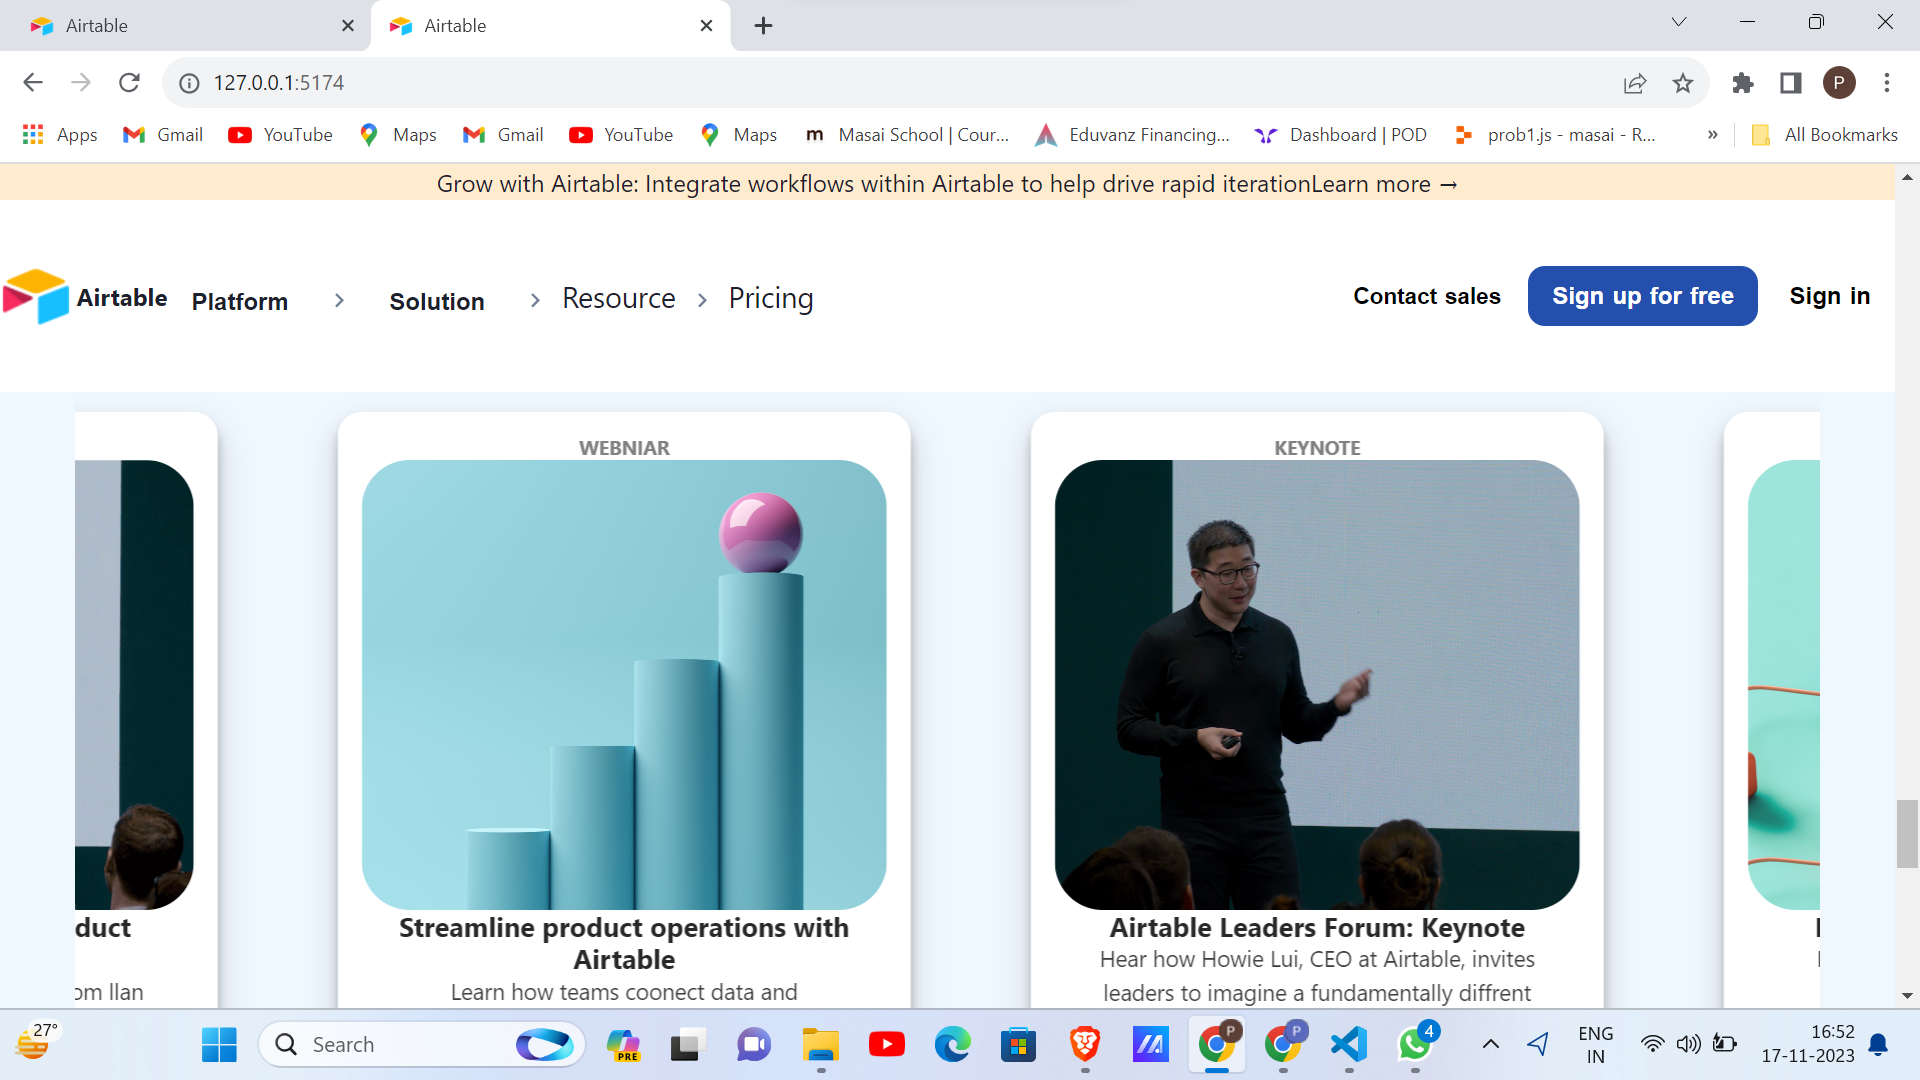 Airtable
Airtable
127.0.0.1:5174
Apps Gmail YouTube Maps Gmail YouTube Maps Masai School | Cour... Eduvanz Financing... Dashboard | POD prob1.js - masai - R... » All Bookmarks
Grow with Airtable: Integrate workflows within Airtable to help drive rapid iterationLearn more →
Airtable Platform Solution Resource Pricing Contact sales Sign up for free Sign in
WEBNIAR
KEYNOTE
duct
om llan
Streamline product operations with
Airtable
Learn how teams coonect data and
Airtable Leaders Forum: Keynote
Hear how Howie Lui, CEO at Airtable, invites
leaders to imagine a fundamentally diffrent
27°
Search
PRE
P
P
P
4
ENG
IN
16:52
17-11-2023